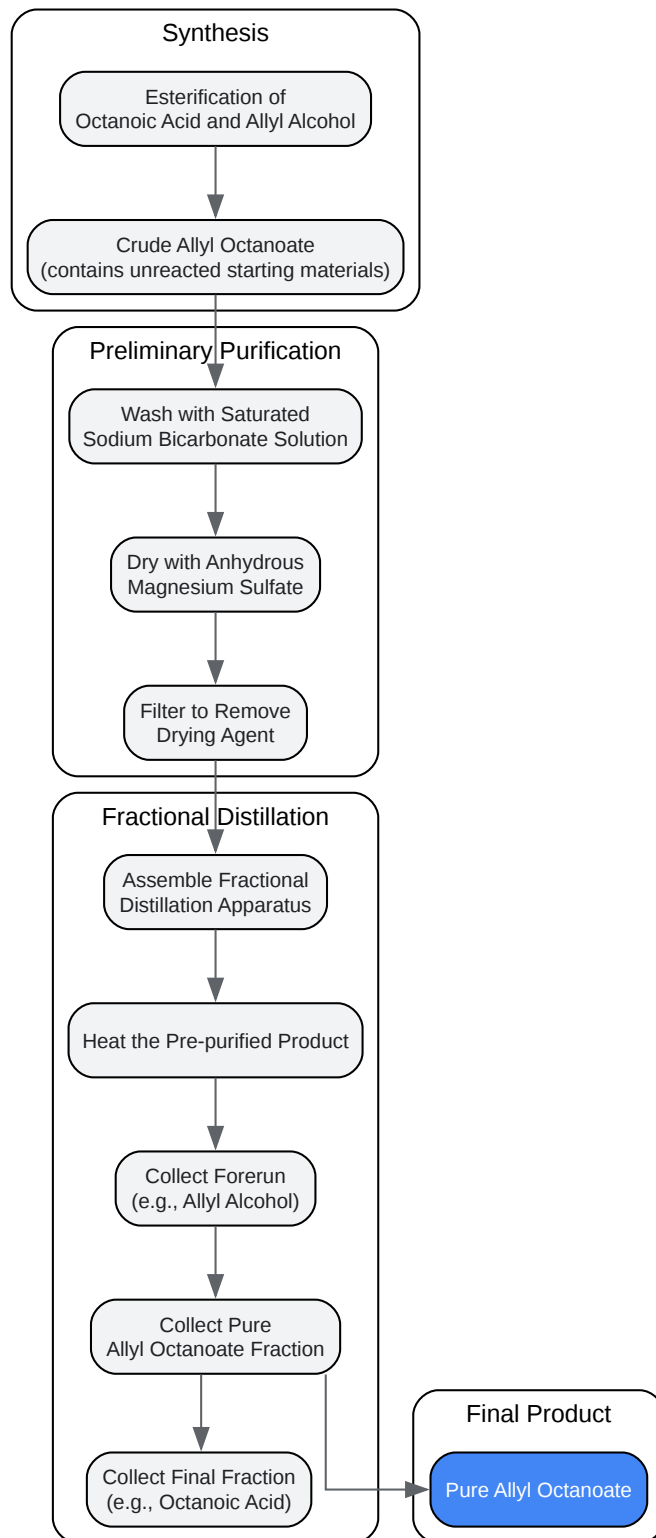 Synthesis
Esterification of
Octanoic Acid and Allyl Alcohol
Crude Allyl Octanoate
(contains unreacted starting materials)
Preliminary Purification
Wash with Saturated
Sodium Bicarbonate Solution
Dry with Anhydrous
Magnesium Sulfate
Filter to Remove
Drying Agent
Fractional Distillation
Assemble Fractional
Distillation Apparatus
Heat the Pre-purified Product
Collect Forerun
(e.g., Allyl Alcohol)
Collect Pure
Allyl Octanoate Fraction
Collect Final Fraction
(e.g., Octanoic Acid)
Final Product
Pure Allyl Octanoate